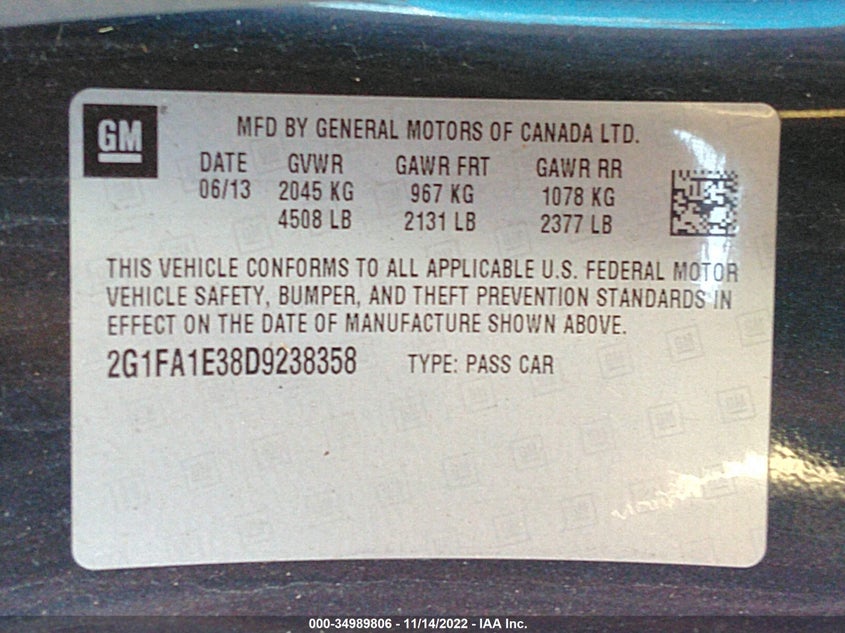 GM
MFD BY GENERAL MOTORS OF CANADA LTD.
DATE GVWR GAWR FRT GAWR RR
06/13 2045 KG 967 KG 1078 KG
4508 LB 2131 LB 2377 LB
THIS VEHICLE CONFORMS TO ALL APPLICABLE U.S. FEDERAL MOTOR
VEHICLE SAFETY, BUMPER, AND THEFT PREVENTION STANDARDS IN
EFFECT ON THE DATE OF MANUFACTURE SHOWN ABOVE.
2G1FA1E38D9238358 TYPE: PASS CAR
000-34989806 - 11/14/2022 - IAA Inc.